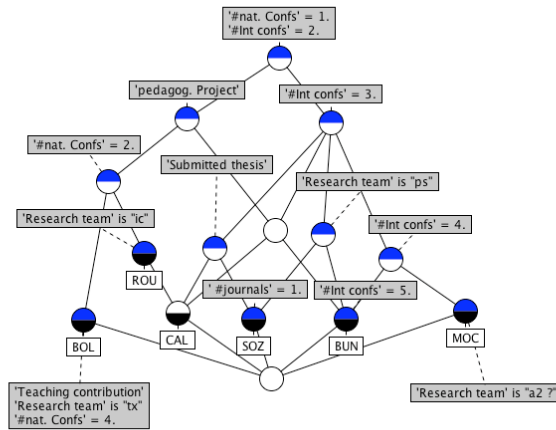 '#nat. Confs' = 1.
'#Int confs' = 2.
'pedagog. Project'
'#Int confs' = 3.
'#nat. Confs' = 2.
'Submitted thesis'
'Research team' is "ps"
'Research team' is "ic"
'#Int confs' = 4.
ROU
' #journals' = 1.
'#Int confs' = 5.
BOL
CAL
SOZ
BUN
MOC
'Teaching contribution'
'Research team' is "tx"
'#nat. Confs' = 4.
'Research team' is "a2 ?"